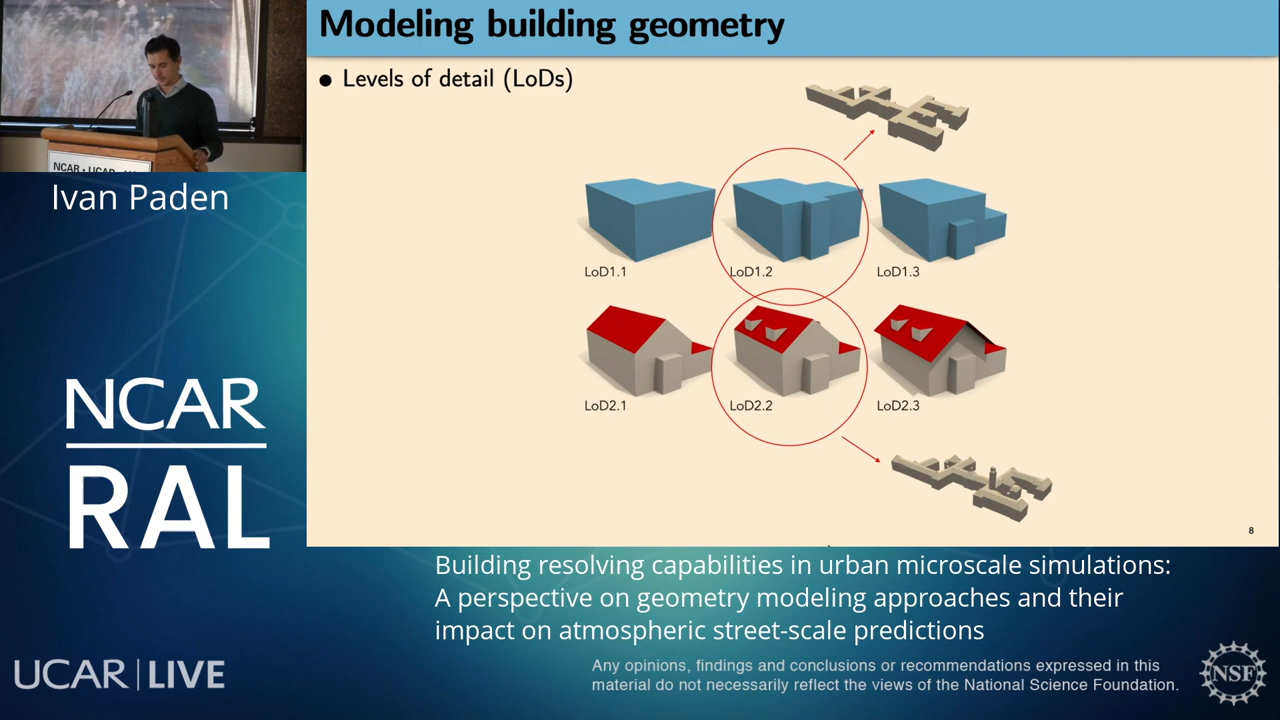 Modeling building geometry
● Levels of detail (LoDs)
LoD1.1
LoD1.2
LoD1.3
LoD2.1
LoD2.2
LoD2.3
8
NCAR • UCAR •
Ivan Paden
NCAR
RAL
Building resolving capabilities in urban microscale simulations:
A perspective on geometry modeling approaches and their
impact on atmospheric street-scale predictions
UCAR | LIVE
Any opinions, findings and conclusions or recommendations expressed in this
material do not necessarily reflect the views of the National Science Foundation.
NSF